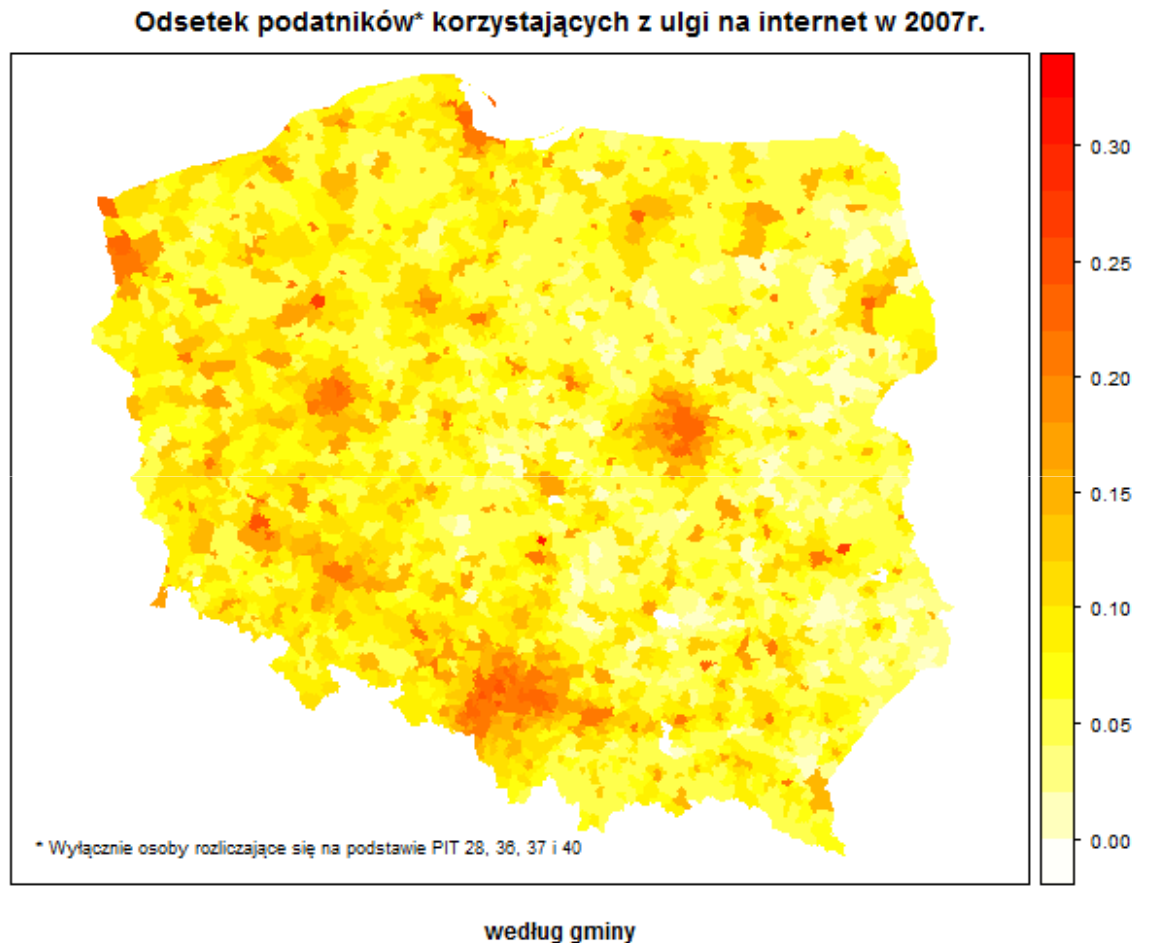 Odsetek podatników* korzystających z ulgi na internet w 2007r.
0.30
0.25
0.20
0.15
0.10
0.05
0.00
* Wyłącznie osoby rozliczające się na podstawie PIT 28, 36, 37 i 40
według gminy